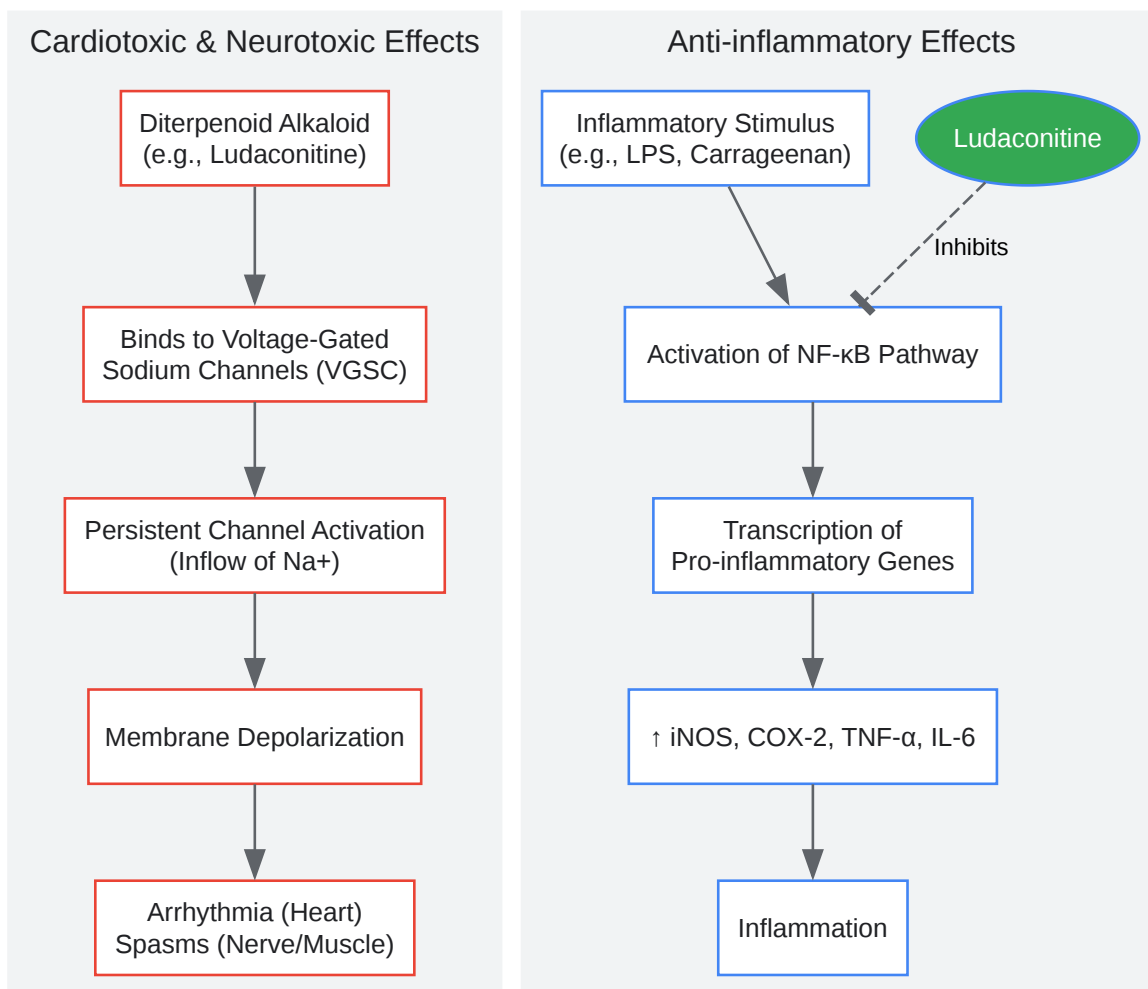 Cardiotoxic & Neurotoxic Effects
Diterpenoid Alkaloid
(e.g., Ludaconitine)
Binds to Voltage-Gated
Sodium Channels (VGSC)
Persistent Channel Activation
(Inflow of Na+)
Membrane Depolarization
Arrhythmia (Heart)
Spasms (Nerve/Muscle)
Anti-inflammatory Effects
Inflammatory Stimulus
(e.g., LPS, Carrageenan)
Ludaconitine
Inhibits
Activation of NF-κB Pathway
Transcription of
Pro-inflammatory Genes
↑ iNOS, COX-2, TNF-α, IL-6
Inflammation